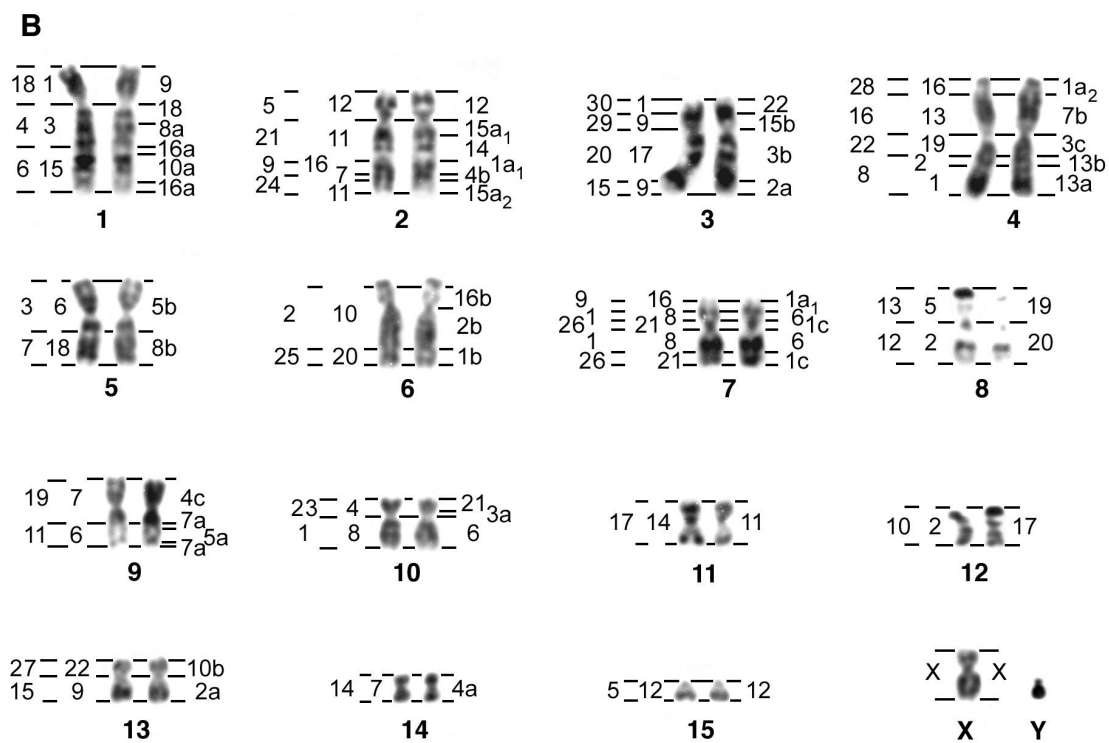 B
18 1 9
18
4 3 8a
16a
6 15 10a
16a
1
5 12 12
15a1
21 11
14
9 16 1a1
7 4b
24
11 15a2
2
30 1 22
29 9 15b
20 17 3b
15 9 2a
3
28 16 1a2
16 13 7b
22 19 3c
2 13b
8
1 13a
4
3 6 5b
7 18 8b
5
16b
2 10
2b
25 20 1b
6
9 16 1a1
1 8 6
26 21 1c
1 8 6
26 21 1c
7
13 5 19
12 2 20
8
19 7 4c
7a
11 6 5a
7a
9
23 4 21
3a
1 8 6
10
17 14 11
11
10 2 17
12
27 22 10b
15 9 2a
13
14 7 4a
14
5 12 12
15
X X
X Y